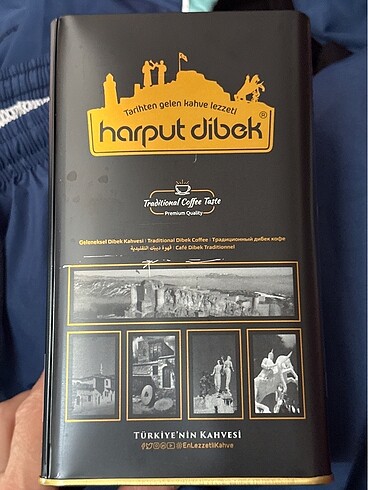 Tarihten gelen kahve lezzeti
harput dibek®
Traditional Coffee Taste
Premium Quality
Geleneksel Dibek Kahvesi | Traditional Dibek Coffee | Традиционный дибек кофе
قهوة ديبك التقليدية | Café Dibek Traditionnel
TÜRKİYE'NİN KAHVESİ
@EnLezzetliKahve